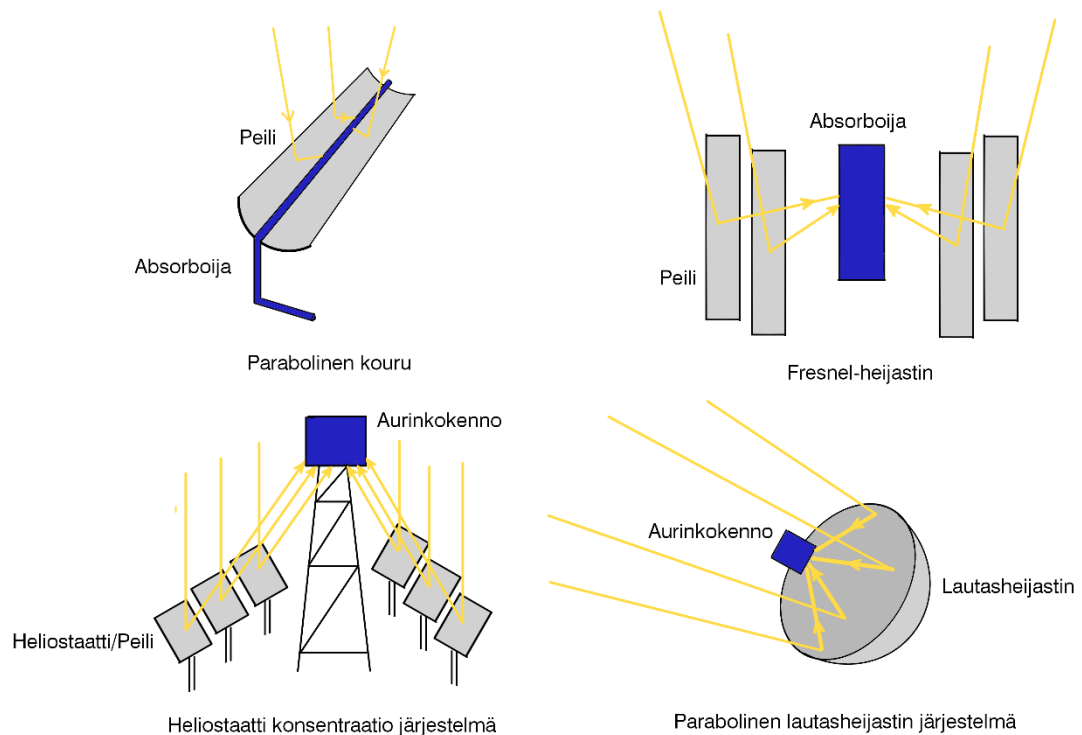 Peili
Absorboija
Parabolinen kouru
Absorboija
Peili
Fresnel-heijastin
Aurinkokenno
Heliostaatti/Peili
Heliostaatti konsentraatio järjestelmä
Aurinkokenno
Lautasheijastin
Parabolinen lautasheijastin järjestelmä